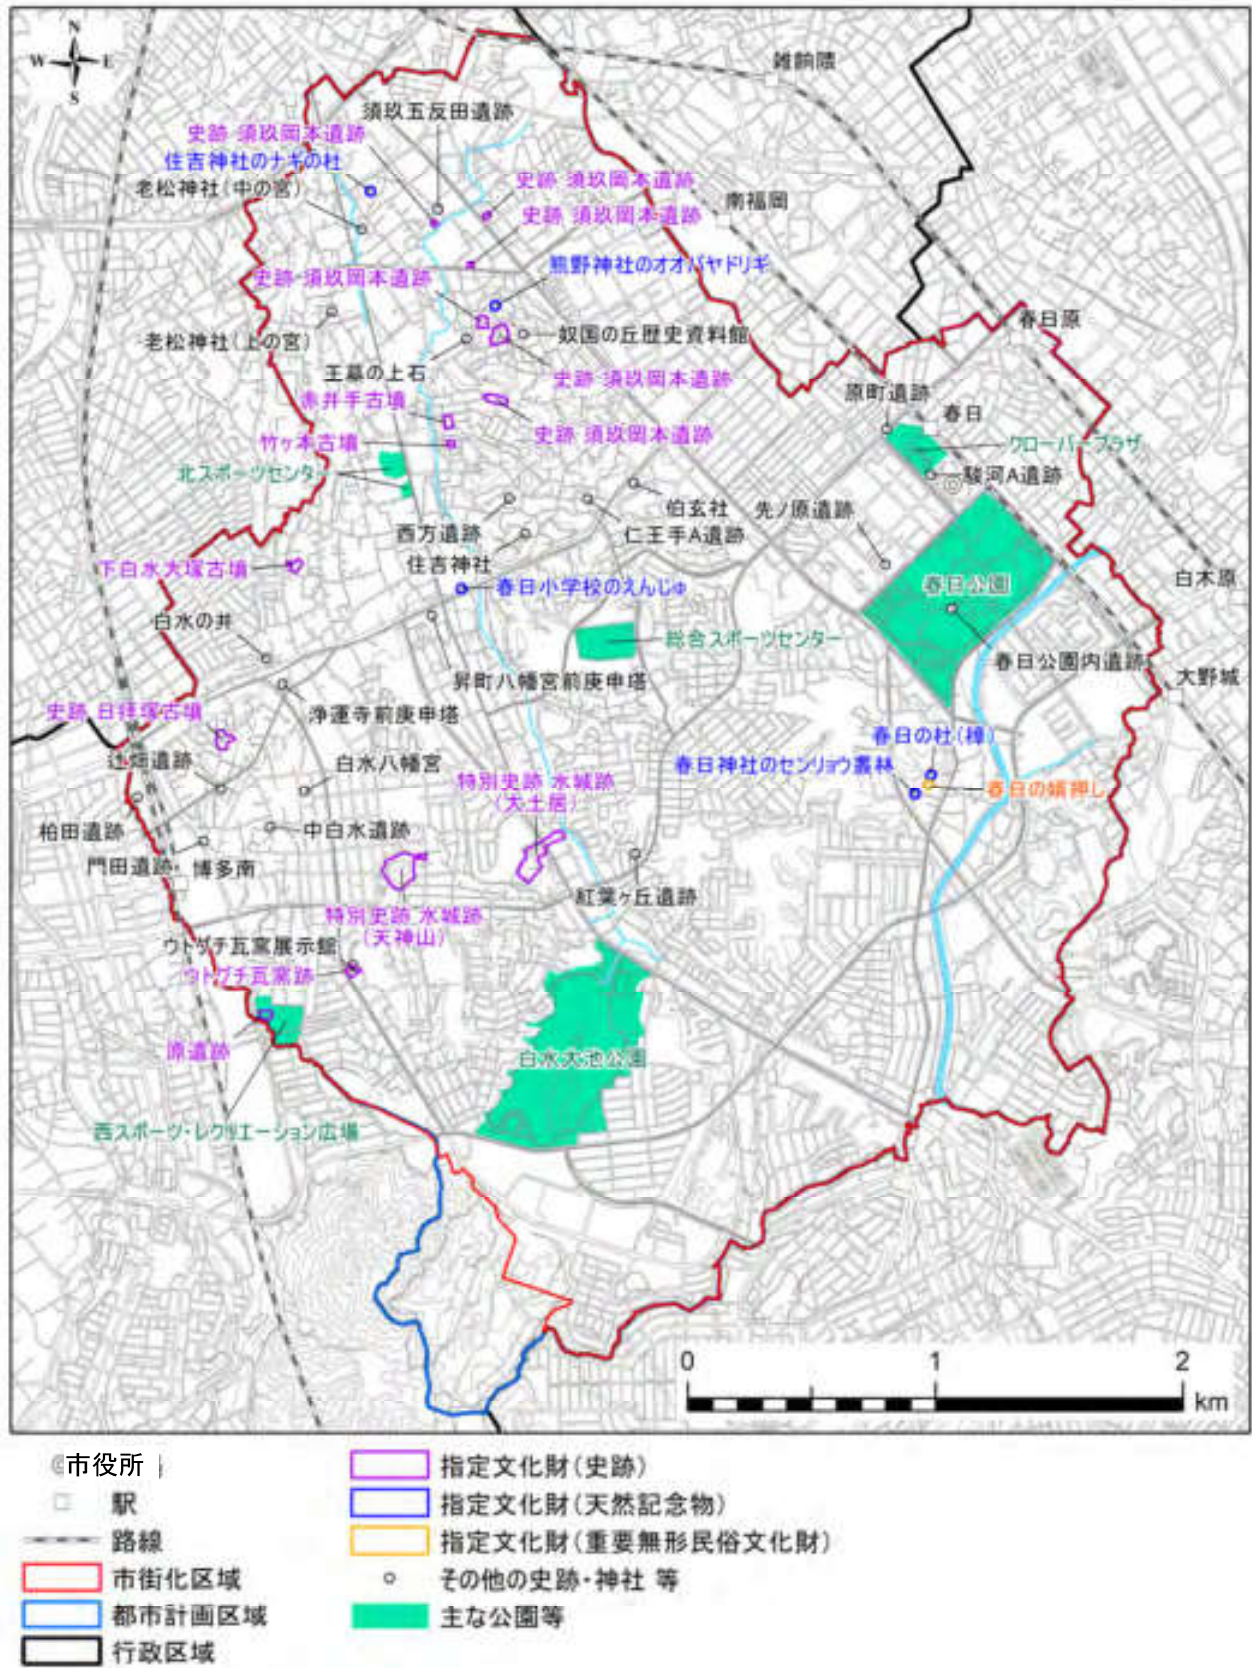 N
W E
S
雑餉隈
須玖五反田遺跡
史跡 須玖岡本遺跡
住吉神社のナギの杜
老松神社(中の宮)
史跡 須玖岡本遺跡
南福岡
史跡 須玖岡本遺跡
熊野神社のオオバヤドリギ
史跡 須玖岡本遺跡
春日原
奴国の丘歴史資料館
老松神社(上の宮)
王墓の上石
史跡 須玖岡本遺跡
原町遺跡
赤井手古墳
春日
史跡 須玖岡本遺跡
竹ヶ本古墳
クローバープラザ
北スポーツセンター
駿河A遺跡
伯玄社
先ノ原遺跡
西方遺跡
仁王手A遺跡
住吉神社
下白水大塚古墳
白木原
春日小学校のえんじゅ
春日公園
白水の井
総合スポーツセンター
春日公園内遺跡
大野城
昇町八幡宮前庚申塔
史跡 日拝塚古墳
浄運寺前庚申塔
春日の杜(樟)
辻畑遺跡
白水八幡宮
春日神社のセンリョウ叢林
特別史跡 水城跡
(大土居)
春日の婿押し
柏田遺跡
中白水遺跡
門田遺跡
博多南
紅葉ヶ丘遺跡
特別史跡 水城跡
(天神山)
ウトグチ瓦窯展示館
ウトグチ瓦窯跡
原遺跡
白水大池公園
西スポーツ・レクリエーション広場
0 1 2
km
市役所
駅
路線
市街化区域
都市計画区域
行政区域
指定文化財(史跡)
指定文化財(天然記念物)
指定文化財(重要無形民俗文化財)
その他の史跡・神社 等
主な公園等